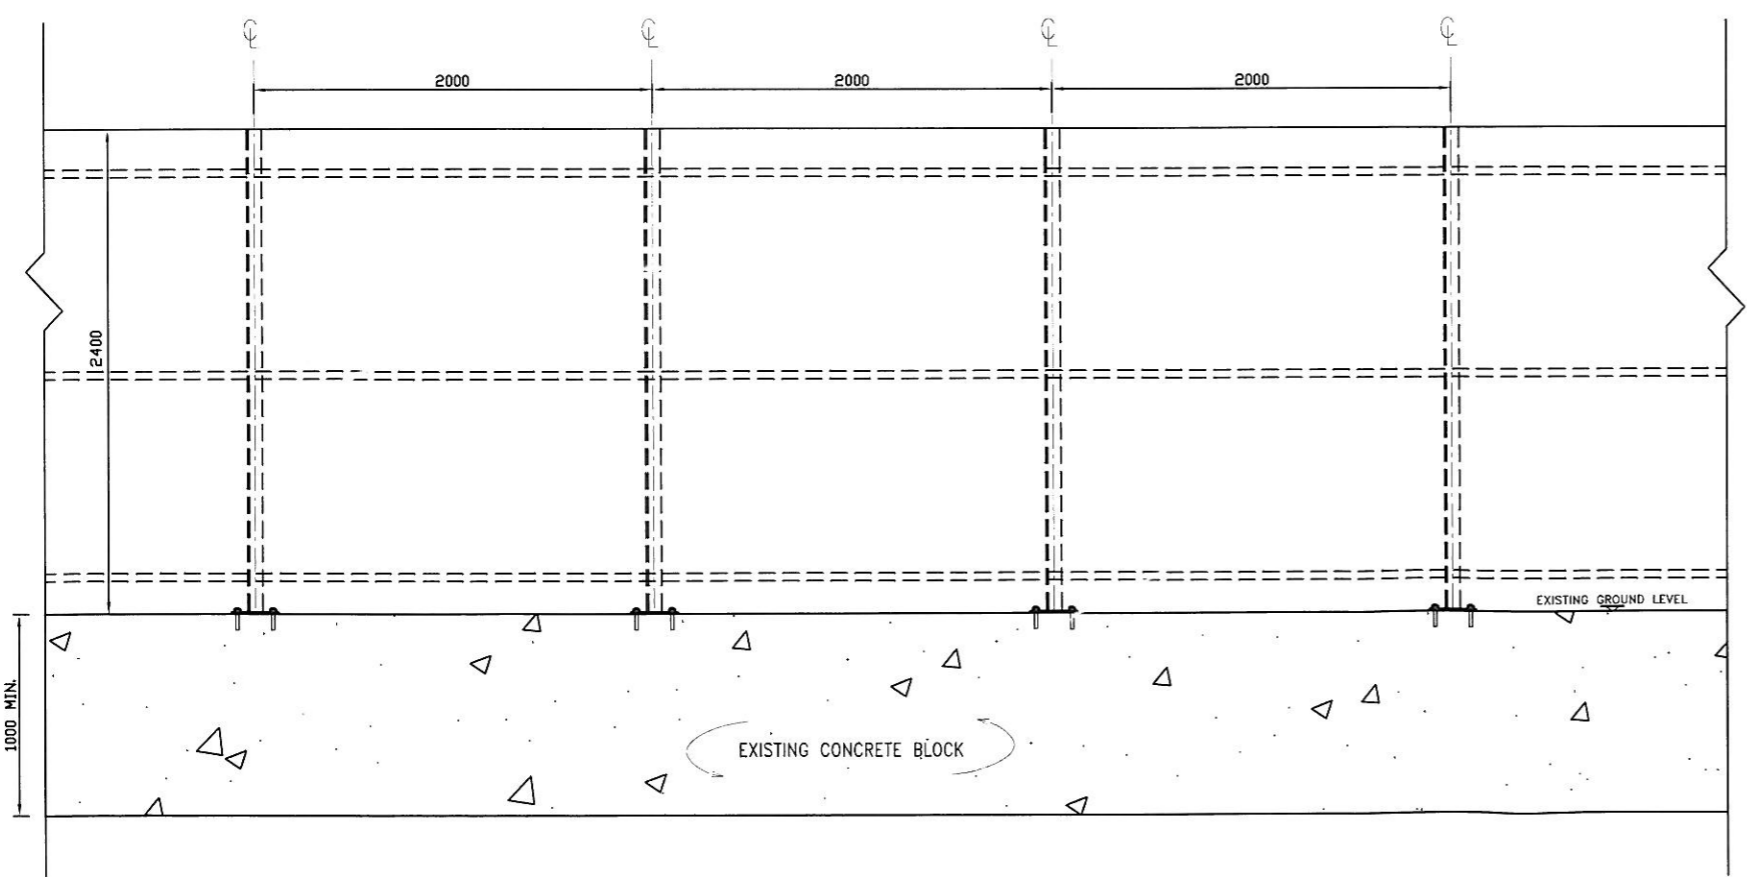 ℄ ℄ ℄ ℄
2000 2000 2000
2400
EXISTING GROUND LEVEL
1000 MIN.
EXISTING CONCRETE BLOCK